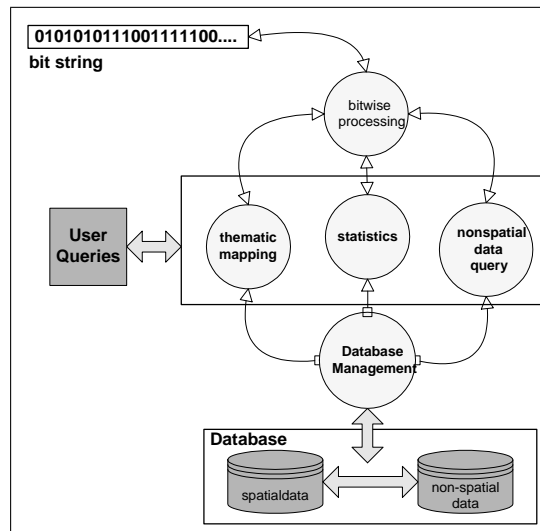 0101010111001111100....
bit string
bitwise
processing
User
Queries
thematic
mapping
statistics
nonspatial
data
query
Database
Management
Database
spatialdata
non-spatial
data